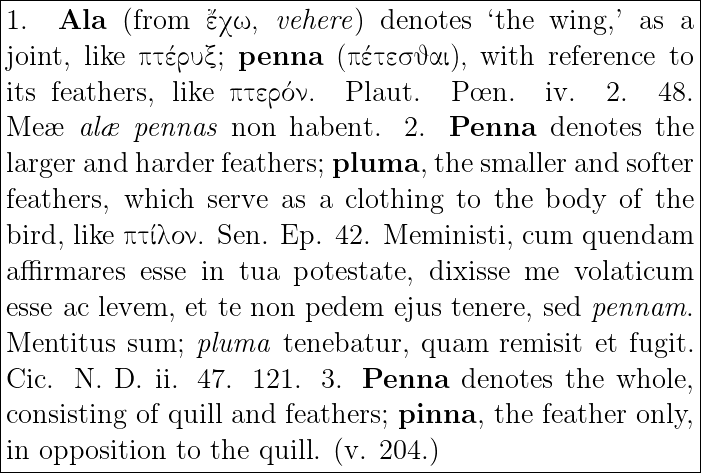 1. Ala (from ἔχω, vehere) denotes ‘the wing,’ as a
joint, like πτέρυξ; penna (πέτεσϑαι), with reference to
its feathers, like πτερόν. Plaut. Pœn. iv. 2. 48.
Meæ alæ pennas non habent. 2. Penna denotes the
larger and harder feathers; pluma, the smaller and softer
feathers, which serve as a clothing to the body of the
bird, like πτίλον. Sen. Ep. 42. Meministi, cum quendam
affirmares esse in tua potestate, dixisse me volaticum
esse ac levem, et te non pedem ejus tenere, sed pennam.
Mentitus sum; pluma tenebatur, quam remisit et fugit.
Cic. N. D. ii. 47. 121. 3. Penna denotes the whole,
consisting of quill and feathers; pinna, the feather only,
in opposition to the quill. (v. 204.)